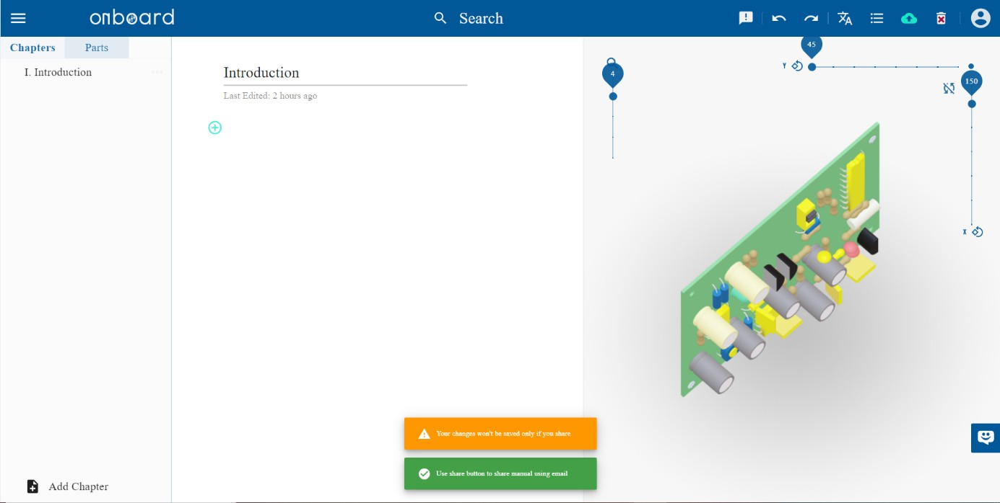 onboard
Search
Chapters
Parts
I. Introduction
Introduction
Last Edited: 2 hours ago
4
45
Y
150
X
Your changes won't be saved only if you share
Use share button to share manual using email
Add Chapter